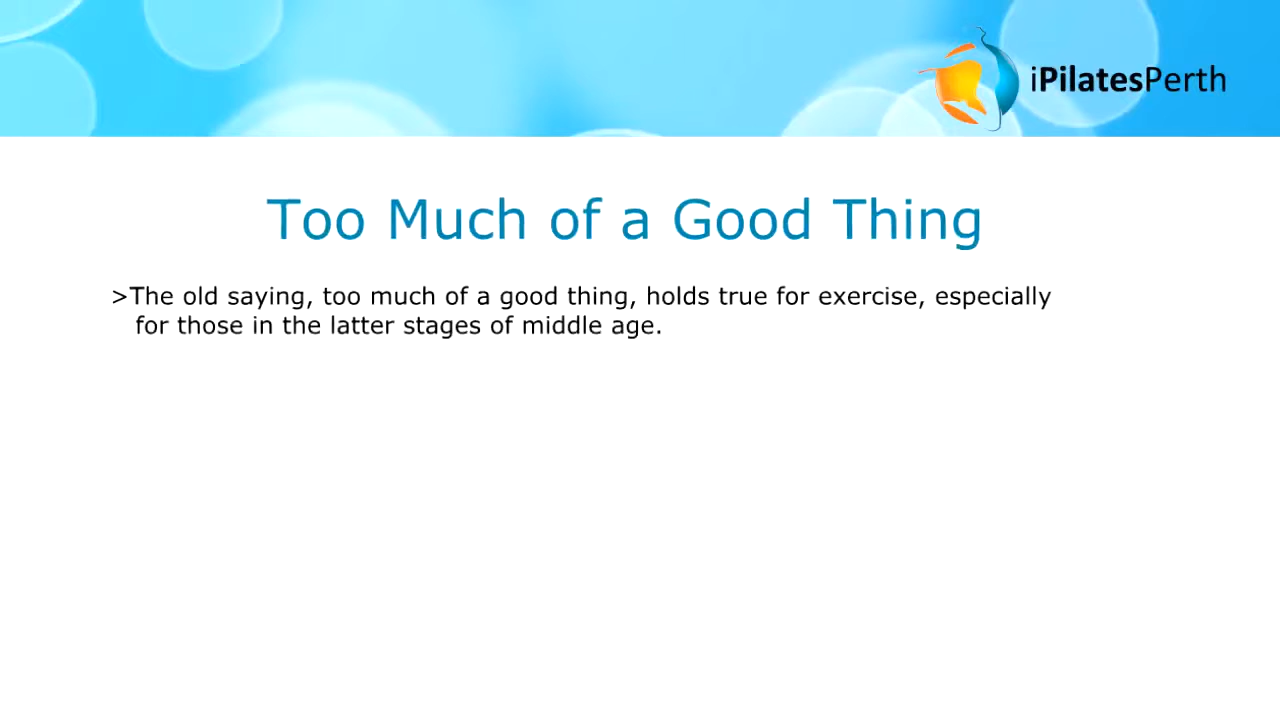 iPilatesPerth
Too Much of a Good Thing
>The old saying, too much of a good thing, holds true for exercise, especially
for those in the latter stages of middle age.